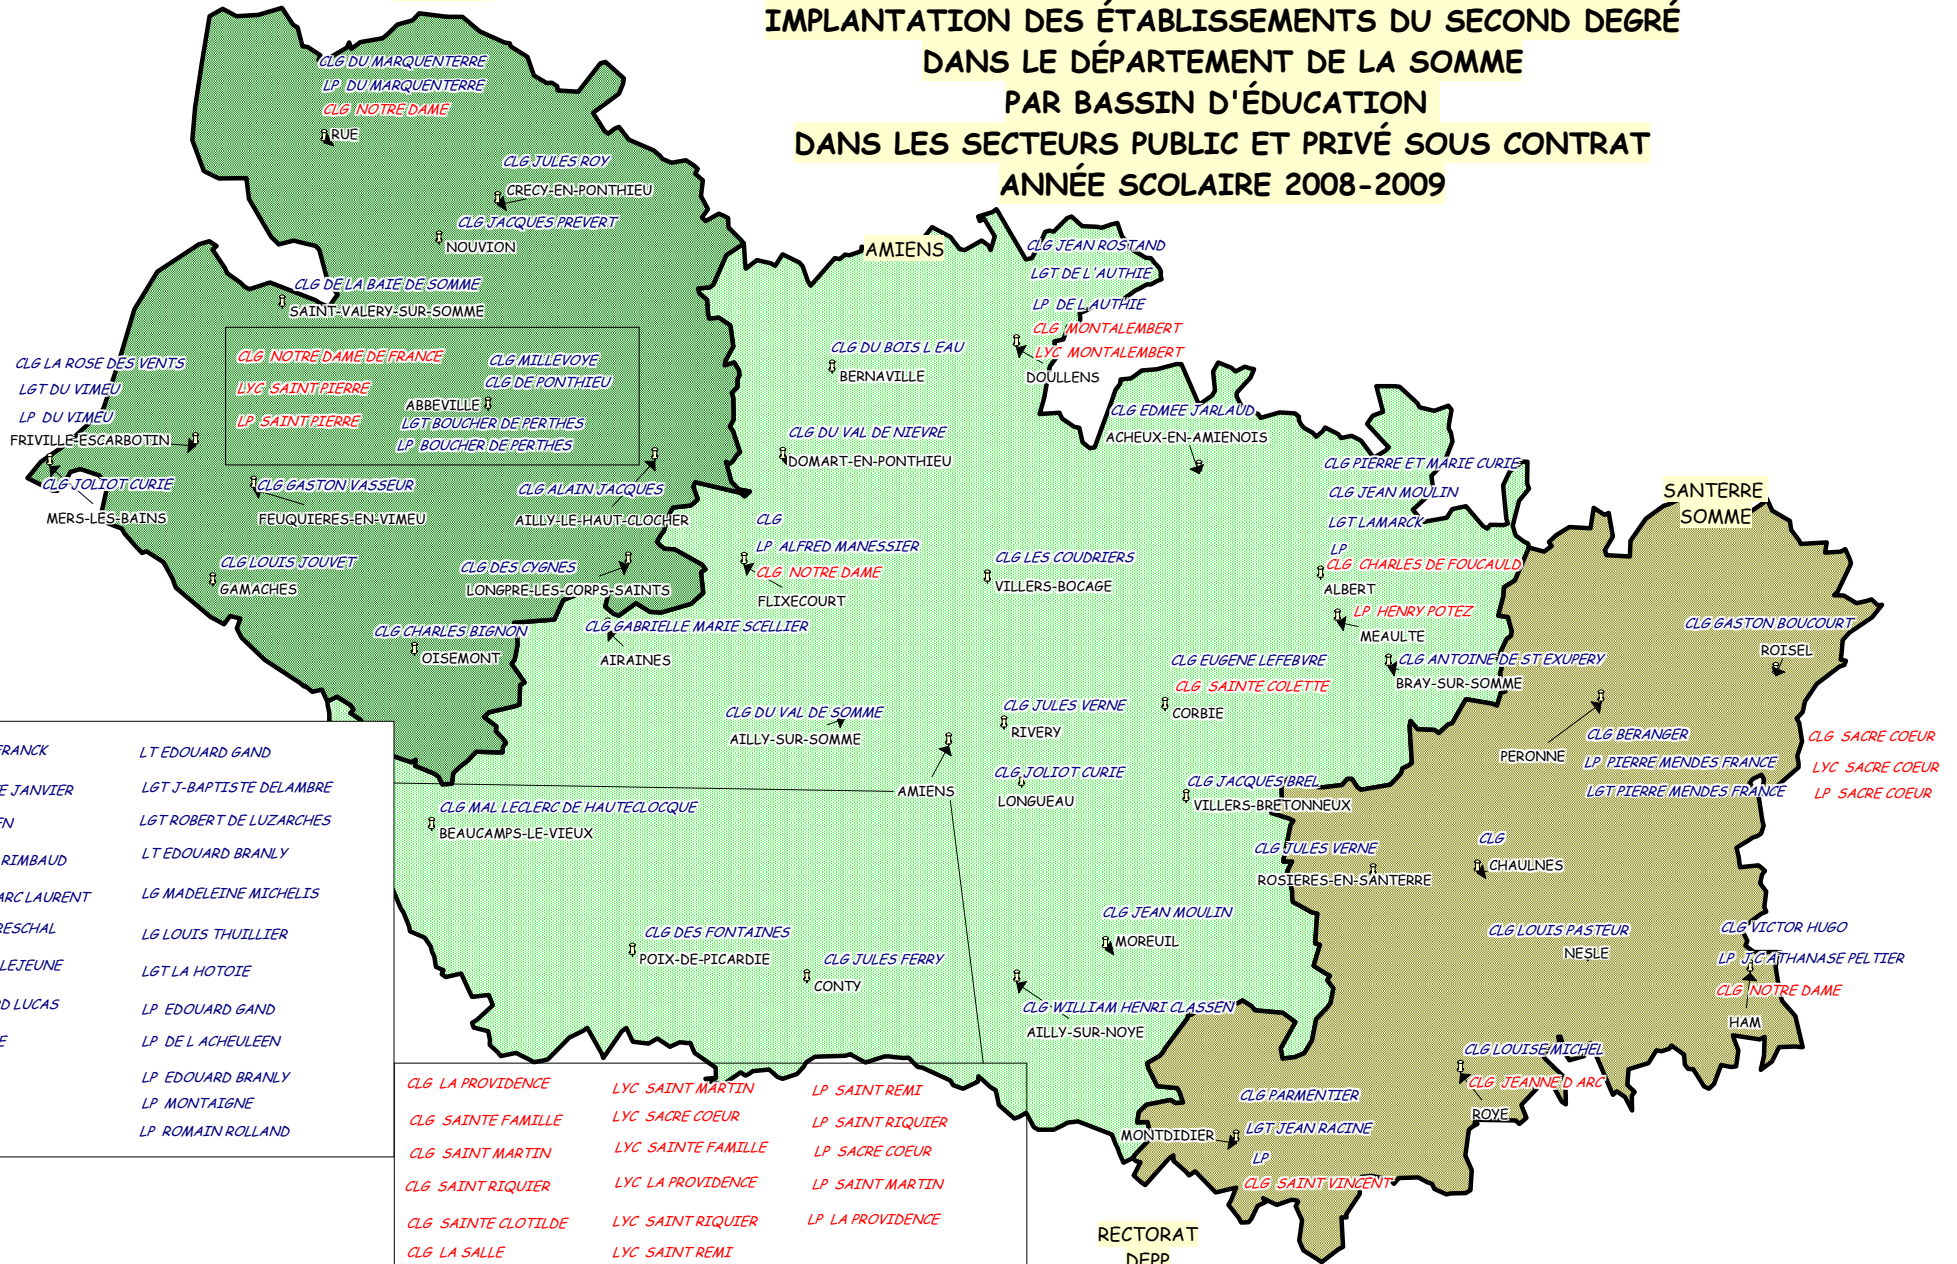 IMPLANTATION DES ÉTABLISSEMENTS DU SECOND DEGRÉ
DANS LE DÉPARTEMENT DE LA SOMME
PAR BASSIN D'ÉDUCATION
DANS LES SECTEURS PUBLIC ET PRIVÉ SOUS CONTRAT
ANNÉE SCOLAIRE 2008-2009
CLG DU MARQUENTERRE
LP DU MARQUENTERRE
CLG NOTRE DAME
RUE
CLG JULES ROY
CRECY-EN-PONTHIEU
CLG JACQUES PREVERT
NOUVION
CLG DE LA BAIE DE SOMME
SAINT-VALERY-SUR-SOMME
CLG LA ROSE DES VENTS
LGT DU VIMEU
LP DU VIMEU
FRIVILLE-ESCARBOTIN
CLG NOTRE DAME DE FRANCE
LYC SAINT PIERRE
LP SAINT PIERRE
CLG MILLEVOYE
CLG DE PONTHIEU
ABBEVILLE
LGT BOUCHER DE PERTHES
LP BOUCHER DE PERTHES
CLG JOLIOT CURIE
MERS-LES-BAINS
CLG GASTON VASSEUR
FEUQUIERES-EN-VIMEU
CLG ALAIN JACQUES
AILLY-LE-HAUT-CLOCHER
CLG LOUIS JOUVET
GAMACHES
CLG DES CYGNES
LONGPRE-LES-CORPS-SAINTS
CLG CHARLES BIGNON
OISEMONT
AMIENS
CLG JEAN ROSTAND
LGT DE L'AUTHIE
LP DE L AUTHIE
CLG MONTALEMBERT
LYC MONTALEMBERT
DOULLENS
CLG DU BOIS L EAU
BERNAVILLE
CLG DU VAL DE NIEVRE
DOMART-EN-PONTHIEU
CLG EDMEE JARLAUD
ACHEUX-EN-AMIENOIS
CLG
LP ALFRED MANESSIER
CLG NOTRE DAME
FLIXECOURT
CLG LES COUDRIERS
VILLERS-BOCAGE
CLG PIERRE ET MARIE CURIE
CLG JEAN MOULIN
LGT LAMARCK
LP
CLG CHARLES DE FOUCAULD
ALBERT
LP HENRY POTEZ
MEAULTE
CLG ANTOINE DE ST EXUPERY
BRAY-SUR-SOMME
CLG GABRIELLE MARIE SCELLIER
AIRAINES
CLG EUGENE LEFEBVRE
CLG SAINTE COLETTE
CORBIE
CLG DU VAL DE SOMME
AILLY-SUR-SOMME
CLG JULES VERNE
RIVERY
AMIENS
CLG JOLIOT CURIE
LONGUEAU
CLG JACQUES BREL
VILLERS-BRETONNEUX
CLG MAL LECLERC DE HAUTECLOCQUE
BEAUCAMPS-LE-VIEUX
CLG DES FONTAINES
POIX-DE-PICARDIE
CLG JULES FERRY
CONTY
CLG JEAN MOULIN
MOREUIL
CLG WILLIAM HENRI CLASSEN
AILLY-SUR-NOYE
SANTERRE
SOMME
CLG GASTON BOUCOURT
ROISEL
PERONNE
CLG BERANGER
LP PIERRE MENDES FRANCE
LGT PIERRE MENDES FRANCE
CLG SACRE COEUR
LYC SACRE COEUR
LP SACRE COEUR
CLG JULES VERNE
ROSIERES-EN-SANTERRE
CLG
CHAULNES
CLG LOUIS PASTEUR
NESLE
CLG VICTOR HUGO
LP J.C ATHANASE PELTIER
CLG NOTRE DAME
HAM
CLG LOUISE MICHEL
CLG JEANNE D ARC
ROYE
CLG PARMENTIER
MONTDIDIER
LGT JEAN RACINE
LP
CLG SAINT VINCENT
FRANCK
E JANVIER
EN
RIMBAUD
ARC LAURENT
RESCHAL
LEJEUNE
D LUCAS
E
LT EDOUARD GAND
LGT J-BAPTISTE DELAMBRE
LGT ROBERT DE LUZARCHES
LT EDOUARD BRANLY
LG MADELEINE MICHELIS
LG LOUIS THUILLIER
LGT LA HOTOIE
LP EDOUARD GAND
LP DE L ACHEULEEN
LP EDOUARD BRANLY
LP MONTAIGNE
LP ROMAIN ROLLAND
CLG LA PROVIDENCE
CLG SAINTE FAMILLE
CLG SAINT MARTIN
CLG SAINT RIQUIER
CLG SAINTE CLOTILDE
CLG LA SALLE
LYC SAINT MARTIN
LYC SACRE COEUR
LYC SAINTE FAMILLE
LYC LA PROVIDENCE
LYC SAINT RIQUIER
LYC SAINT REMI
LP SAINT REMI
LP SAINT RIQUIER
LP SACRE COEUR
LP SAINT MARTIN
LP LA PROVIDENCE
RECTORAT
DEPP